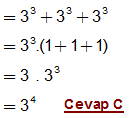 = 3³ + 3³ + 3³
= 3³.(1+1+1)
= 3 . 3³
= 3⁴ Cevap C